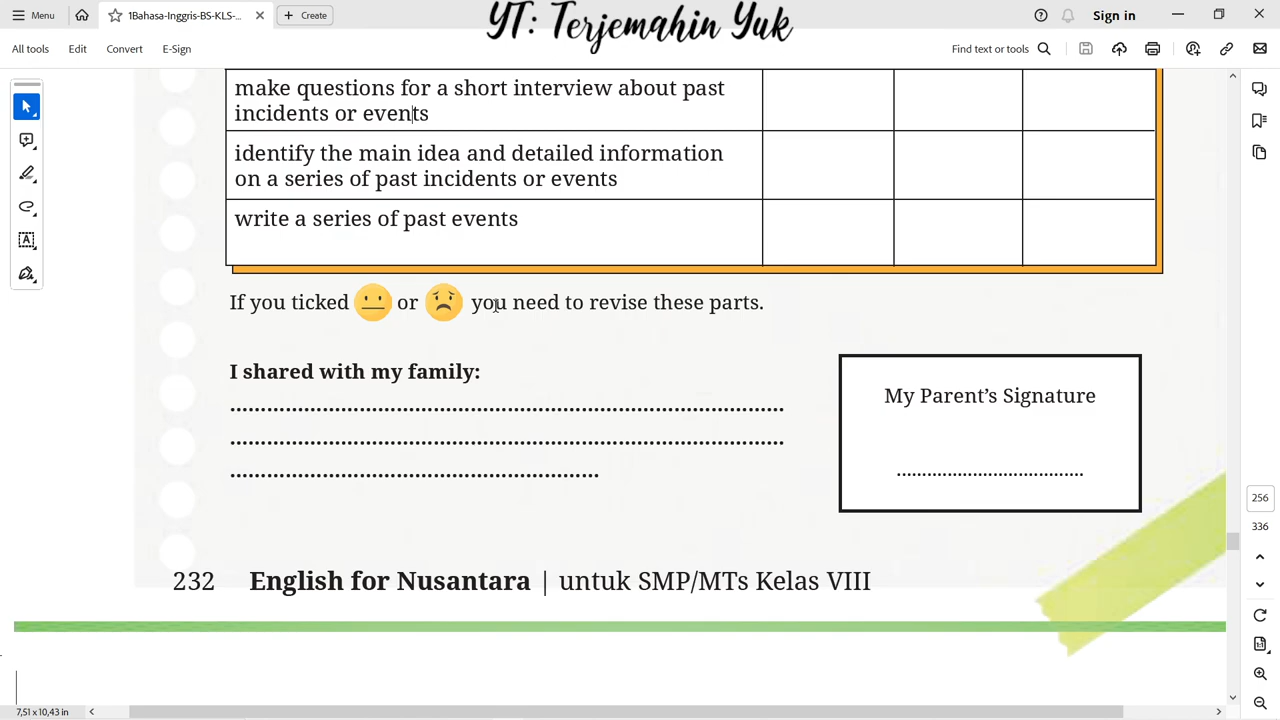 Menu
1Bahasa-Inggris-BS-KLS-...
Create
YT: Terjemahin Yuk
Sign in
All tools
Edit
Convert
E-Sign
Find text or tools
make questions for a short interview about past
incidents or events
identify the main idea and detailed information
on a series of past incidents or events
write a series of past events
If you ticked or you need to revise these parts.
I shared with my family:
My Parent’s Signature
232 English for Nusantara | untuk SMP/MTs Kelas VIII
256
336
7,51 x 10,43 in